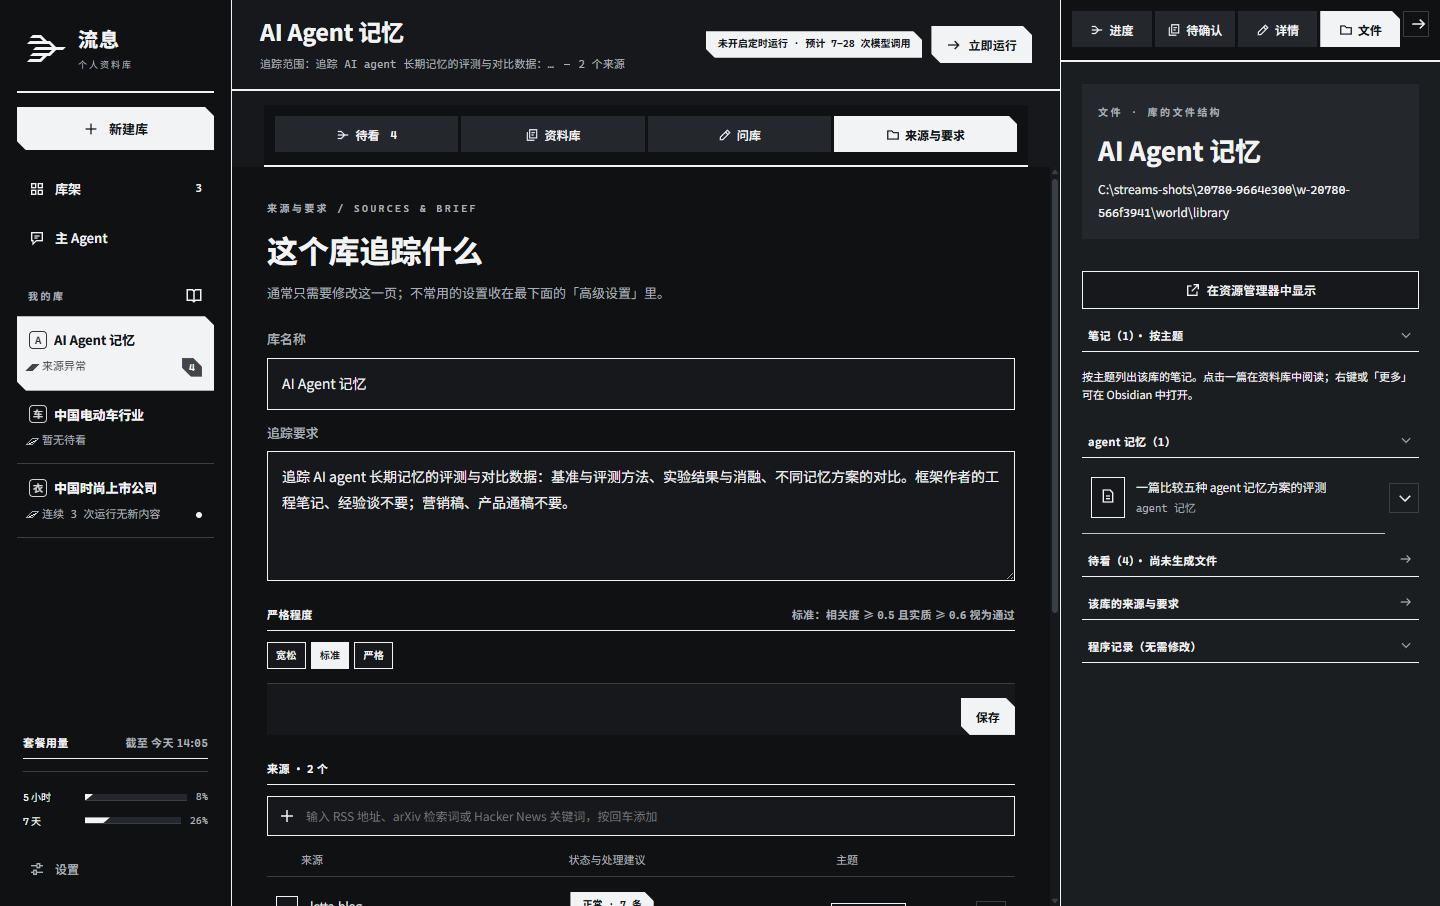 流息
个人资料库
新建库
库架 3
主 Agent
我的库
A AI Agent 记忆
来源异常 4
车 中国电动车行业
暂无待看
衣 中国时尚上市公司
连续 3 次运行无新内容
套餐用量 截至 今天 14:05
5 小时 8%
7 天 26%
设置
AI Agent 记忆
追踪范围：追踪 AI agent 长期记忆的评测与对比数据：… — 2 个来源
未开启定时运行 · 预计 7–28 次模型调用
立即运行
待看 4
资料库
问库
来源与要求
来源与要求 / SOURCES & BRIEF
这个库追踪什么
通常只需要修改这一页；不常用的设置收在最下面的「高级设置」里。
库名称
AI Agent 记忆
追踪要求
追踪 AI agent 长期记忆的评测与对比数据：基准与评测方法、实验结果与消融、不同记忆方案的对比。框架作者的工
程笔记、经验谈不要；营销稿、产品通稿不要。
严格程度 标准：相关度 ≥ 0.5 且实质 ≥ 0.6 视为通过
宽松 标准 严格
保存
来源 · 2 个
输入 RSS 地址、arXiv 检索词或 Hacker News 关键词，按回车添加
来源 状态与处理建议 主题
正常 · 7 条
进度
待确认
详情
文件
文件 · 库的文件结构
AI Agent 记忆
C:\streams-shots\20780-9664e300\w-20780-
566f3941\world\library
在资源管理器中显示
笔记（1）· 按主题
按主题列出该库的笔记。点击一篇在资料库中阅读；右键或「更多」
可在 Obsidian 中打开。
agent 记忆（1）
一篇比较五种 agent 记忆方案的评测
agent 记忆
待看（4）· 尚未生成文件
该库的来源与要求
程序记录（无需修改）